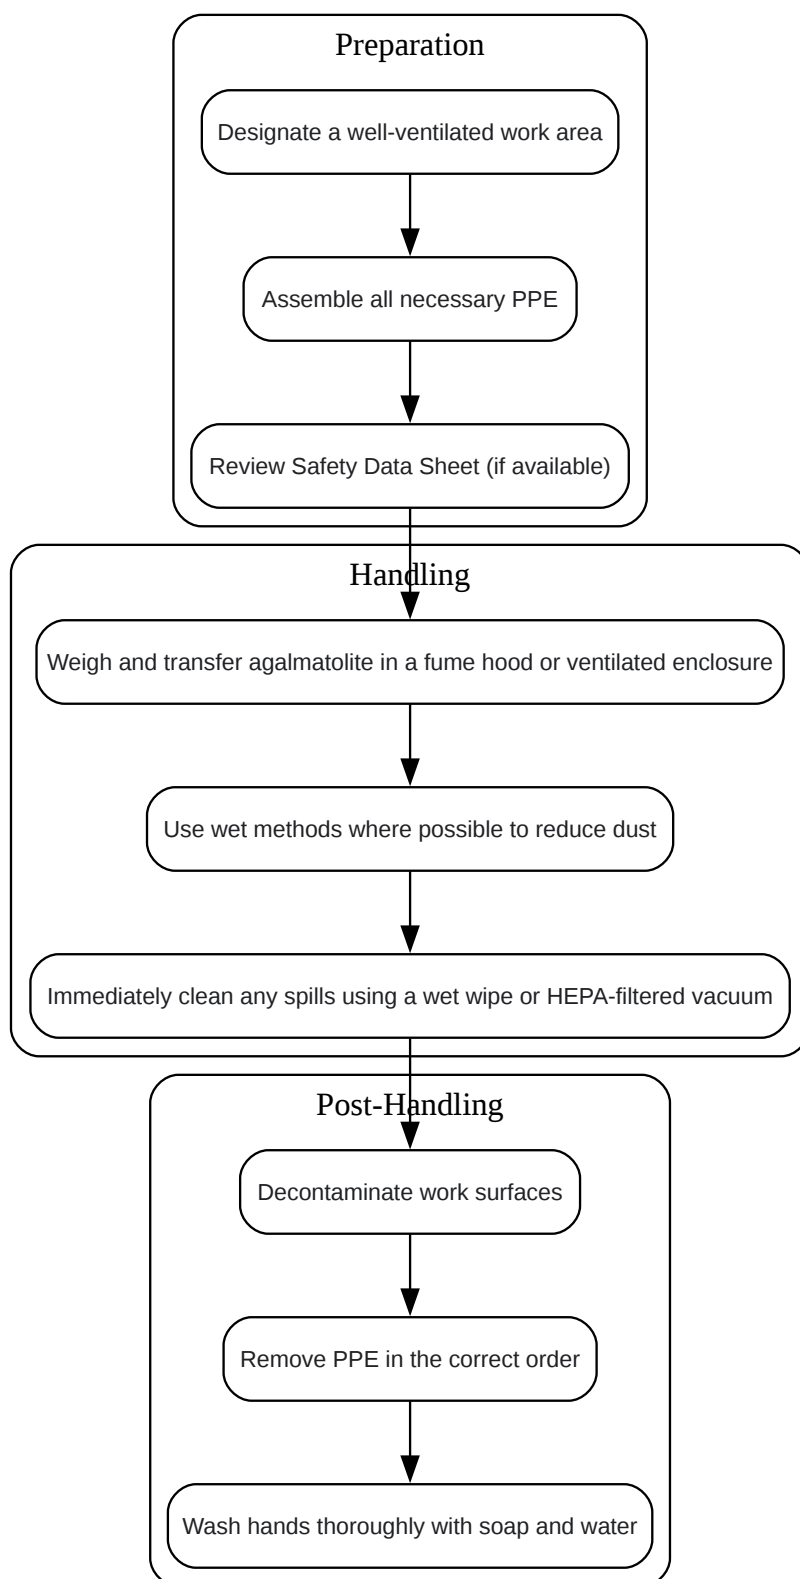 Preparation
Designate a well-ventilated work area
Assemble all necessary PPE
Review Safety Data Sheet (if available)
Handling
Weigh and transfer agalmatolite in a fume hood or ventilated enclosure
Use wet methods where possible to reduce dust
Immediately clean any spills using a wet wipe or HEPA-filtered vacuum
Post-Handling
Decontaminate work surfaces
Remove PPE in the correct order
Wash hands thoroughly with soap and water